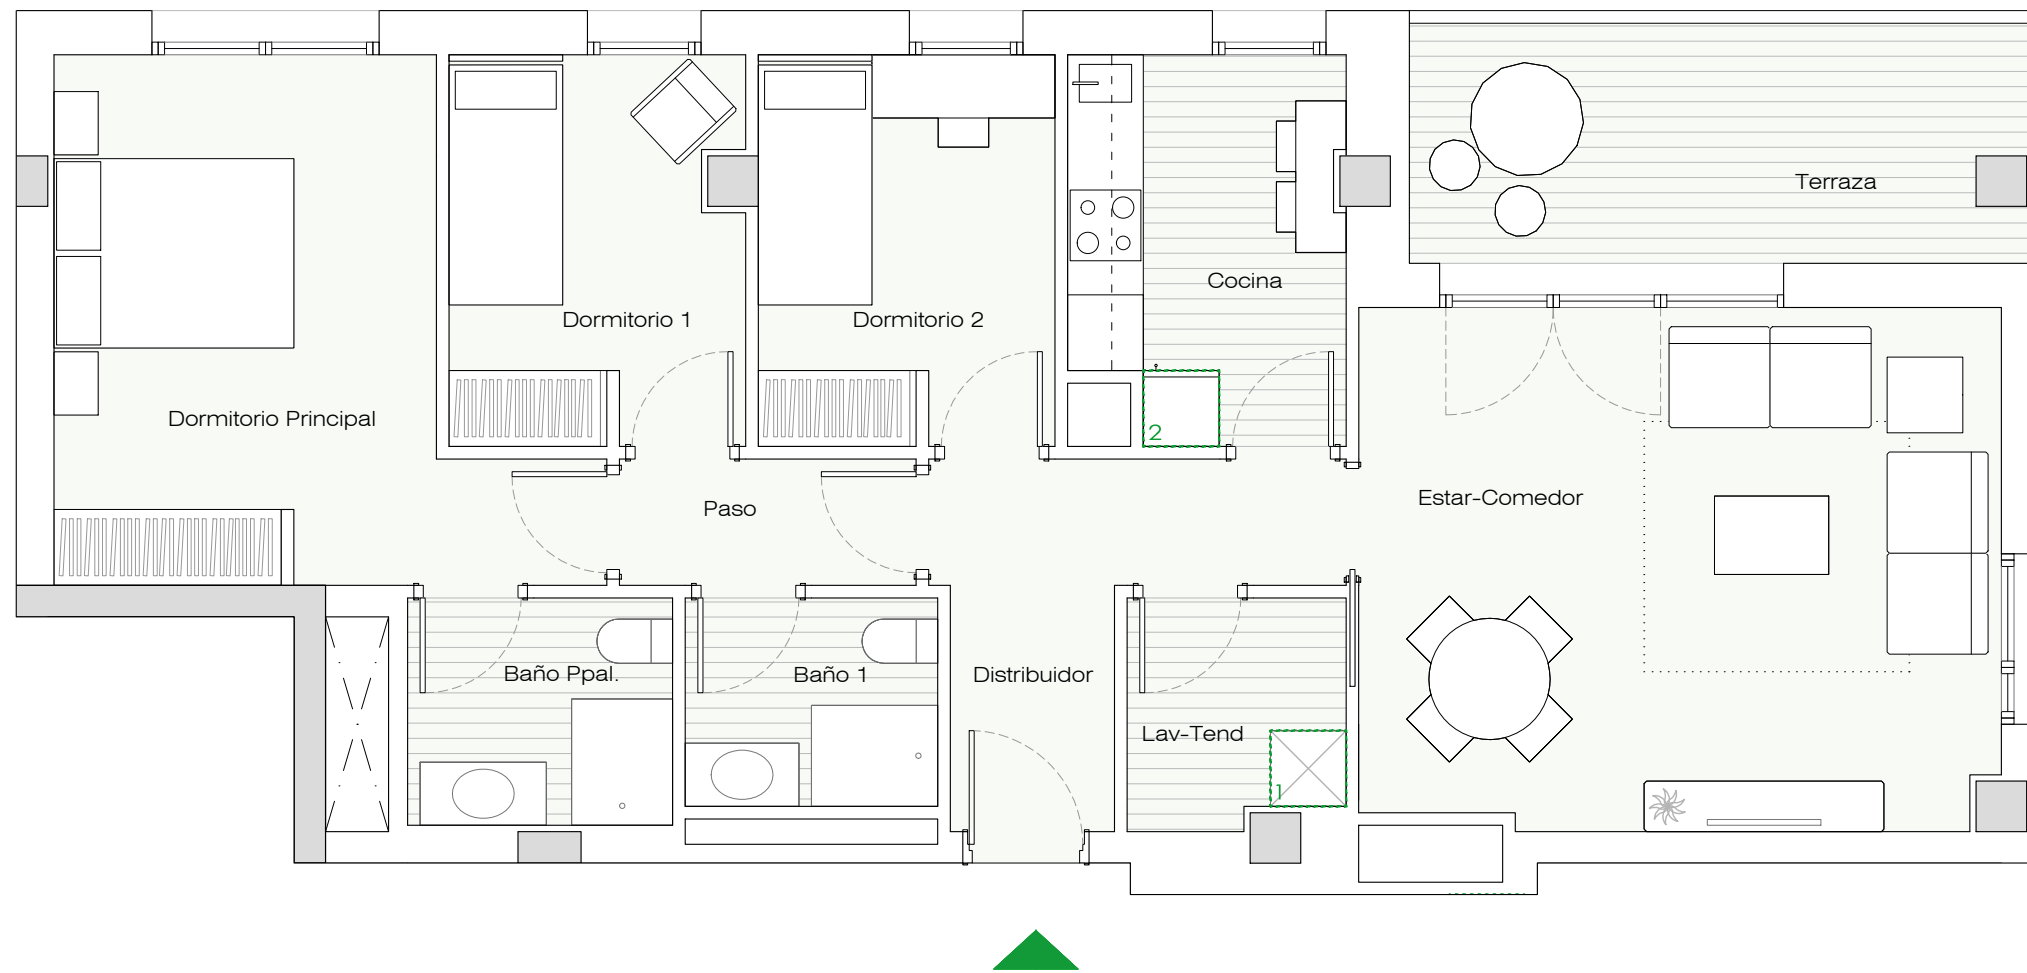 Terraza
Cocina
Dormitorio 1
Dormitorio 2
Dormitorio Principal
2
Estar-Comedor
Paso
Baño Ppal.
Baño 1
Distribuidor
Lav-Tend
1